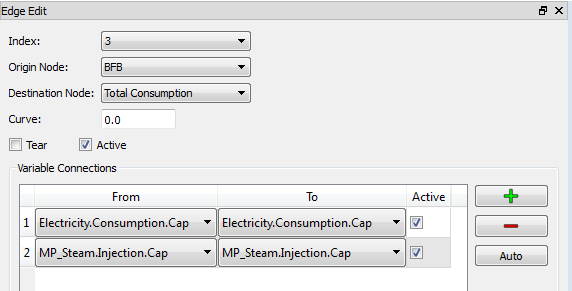 Edge Edit
Index: 3
Origin Node: BFB
Destination Node: Total Consumption
Curve: 0.0
Tear Active
Variable Connections
From To Active
1 Electricity.Consumption.Cap Electricity.Consumption.Cap
2 MP_Steam.Injection.Cap MP_Steam.Injection.Cap
Auto